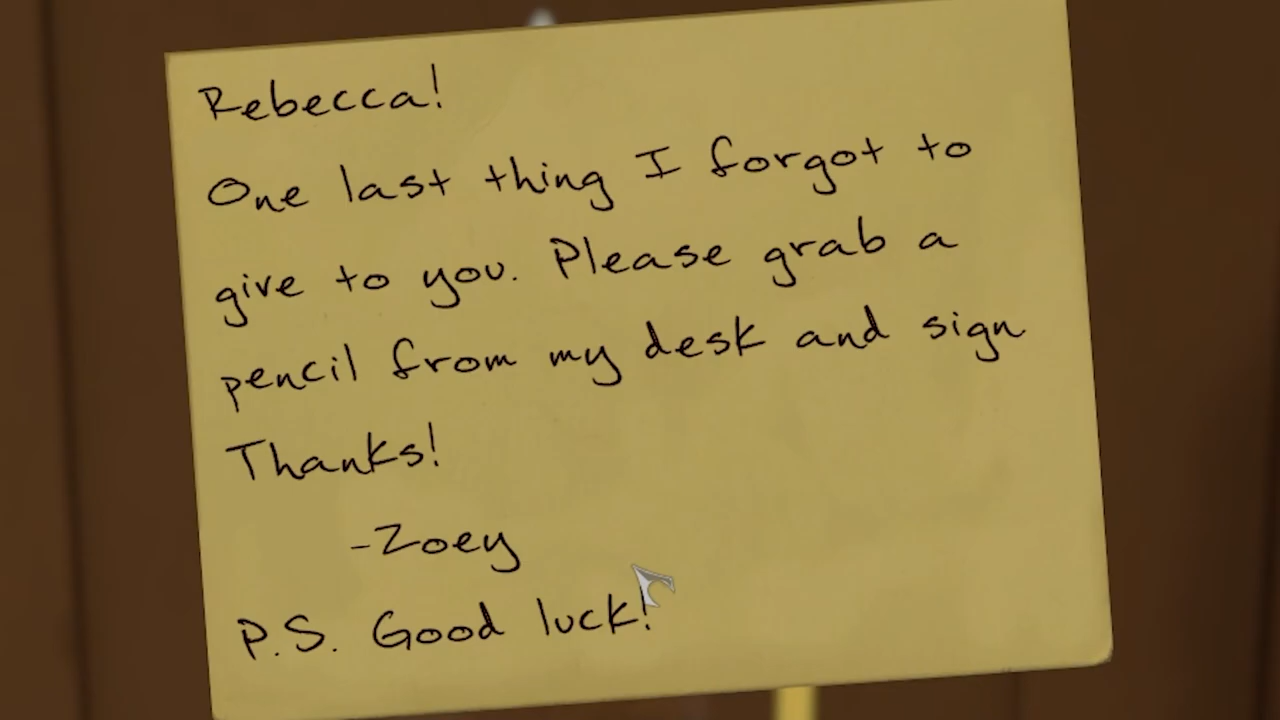 Rebecca!
One last thing I forgot to
give to you. Please grab a
pencil from my desk and sign
Thanks!
-Zoey
P.S. Good luck!